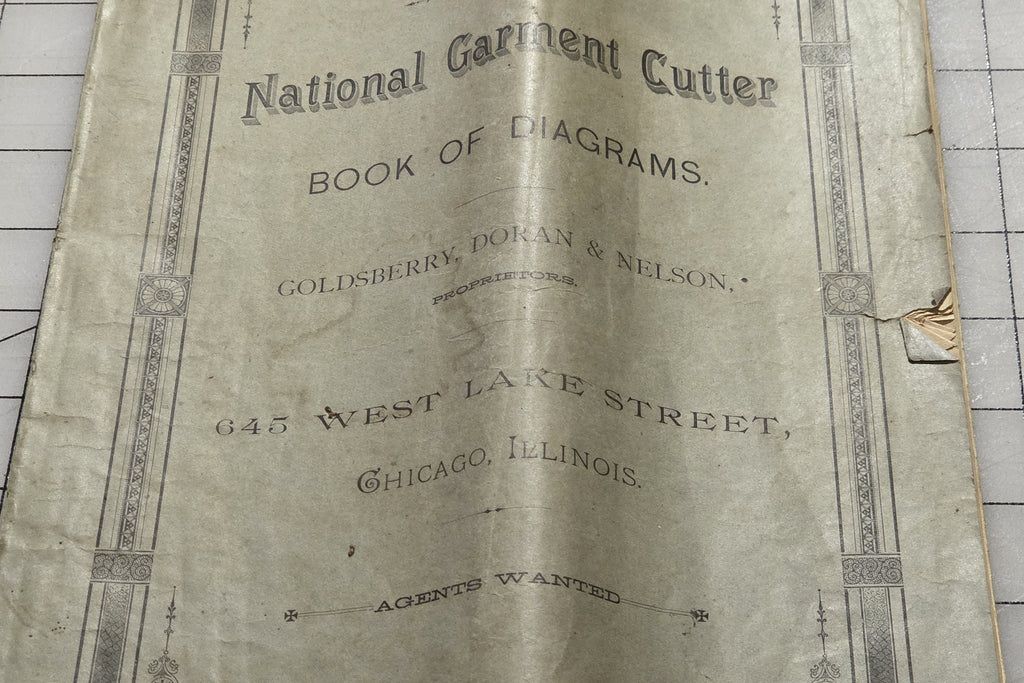 National Garment Cutter
BOOK OF DIAGRAMS.
GOLDSBERRY, DORAN & NELSON,
PROPRIETORS.
645 WEST LAKE STREET,
CHICAGO, ILLINOIS.
AGENTS WANTED